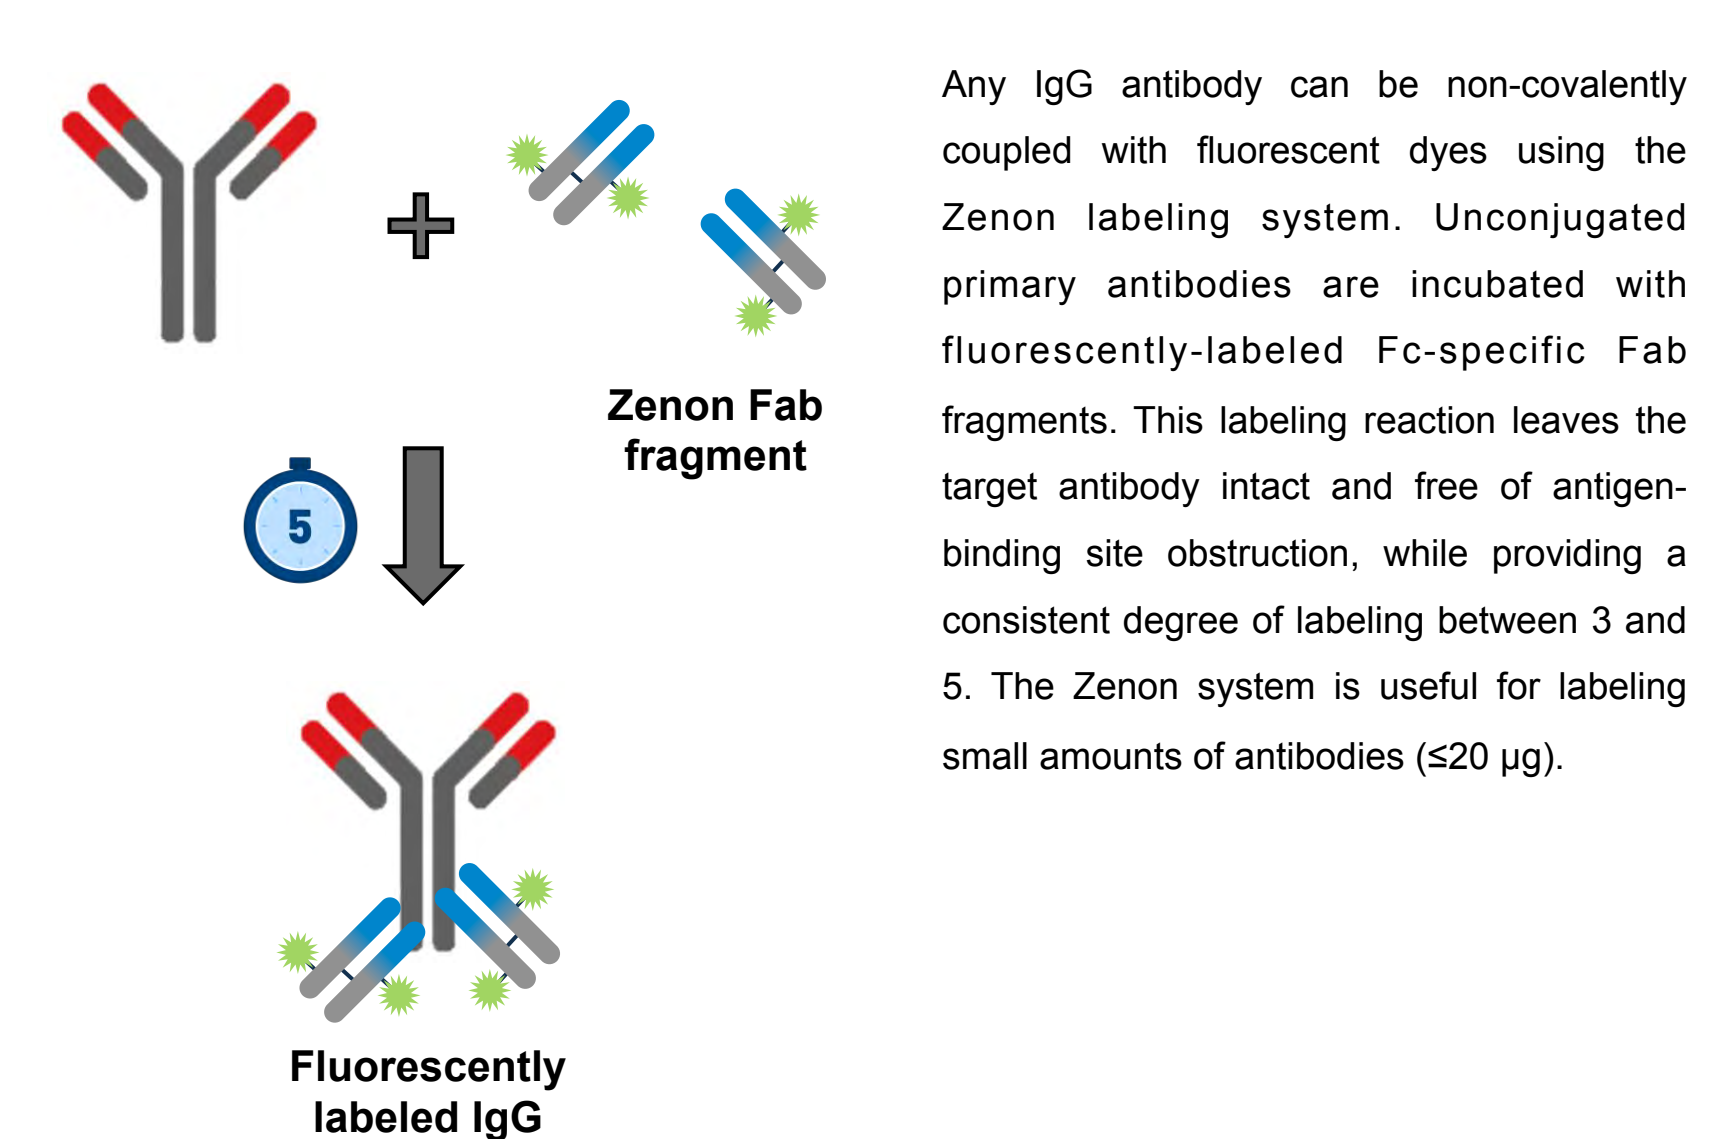 Any IgG antibody can be non-covalently
coupled with fluorescent dyes using the
Zenon labeling system. Unconjugated
primary antibodies are incubated with
fluorescently-labeled Fc-specific Fab
fragments. This labeling reaction leaves the
target antibody intact and free of antigen-
binding site obstruction, while providing a
consistent degree of labeling between 3 and
5. The Zenon system is useful for labeling
small amounts of antibodies (≤20 μg).
Zenon Fab
fragment
5
Fluorescently
labeled IgG